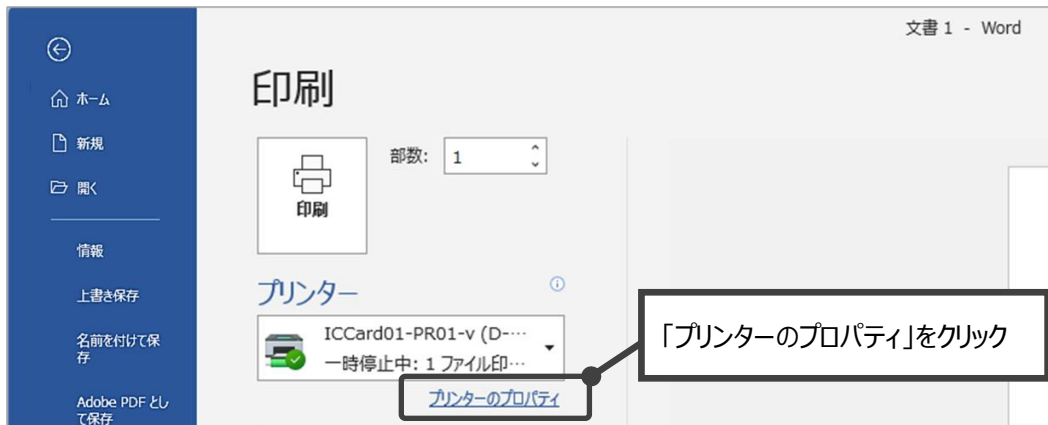 文書 1 - Word
ホーム
新規
開く
情報
上書き保存
名前を付けて保
存
Adobe PDF とし
て保存
印刷
印刷
部数: 1
プリンター
ICCard01-PR01-v (D-…
一時停止中: 1 ファイル印…
プリンターのプロパティ
「プリンターのプロパティ」をクリック